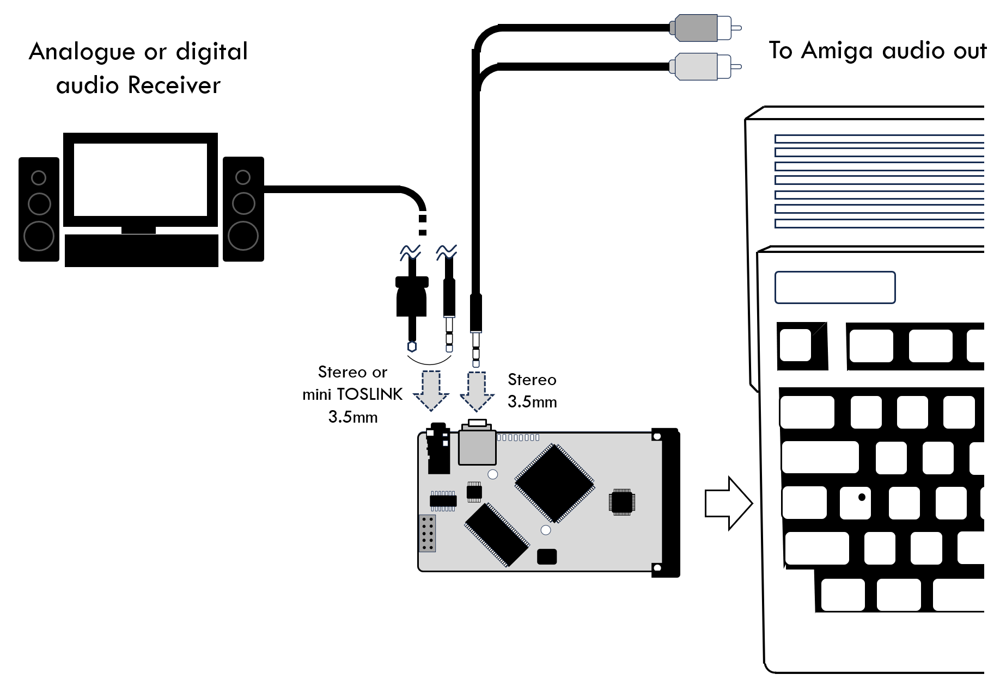 Analogue or digital
audio Receiver
To Amiga audio out
Stereo or
mini TOSLINK
3.5mm
Stereo
3.5mm